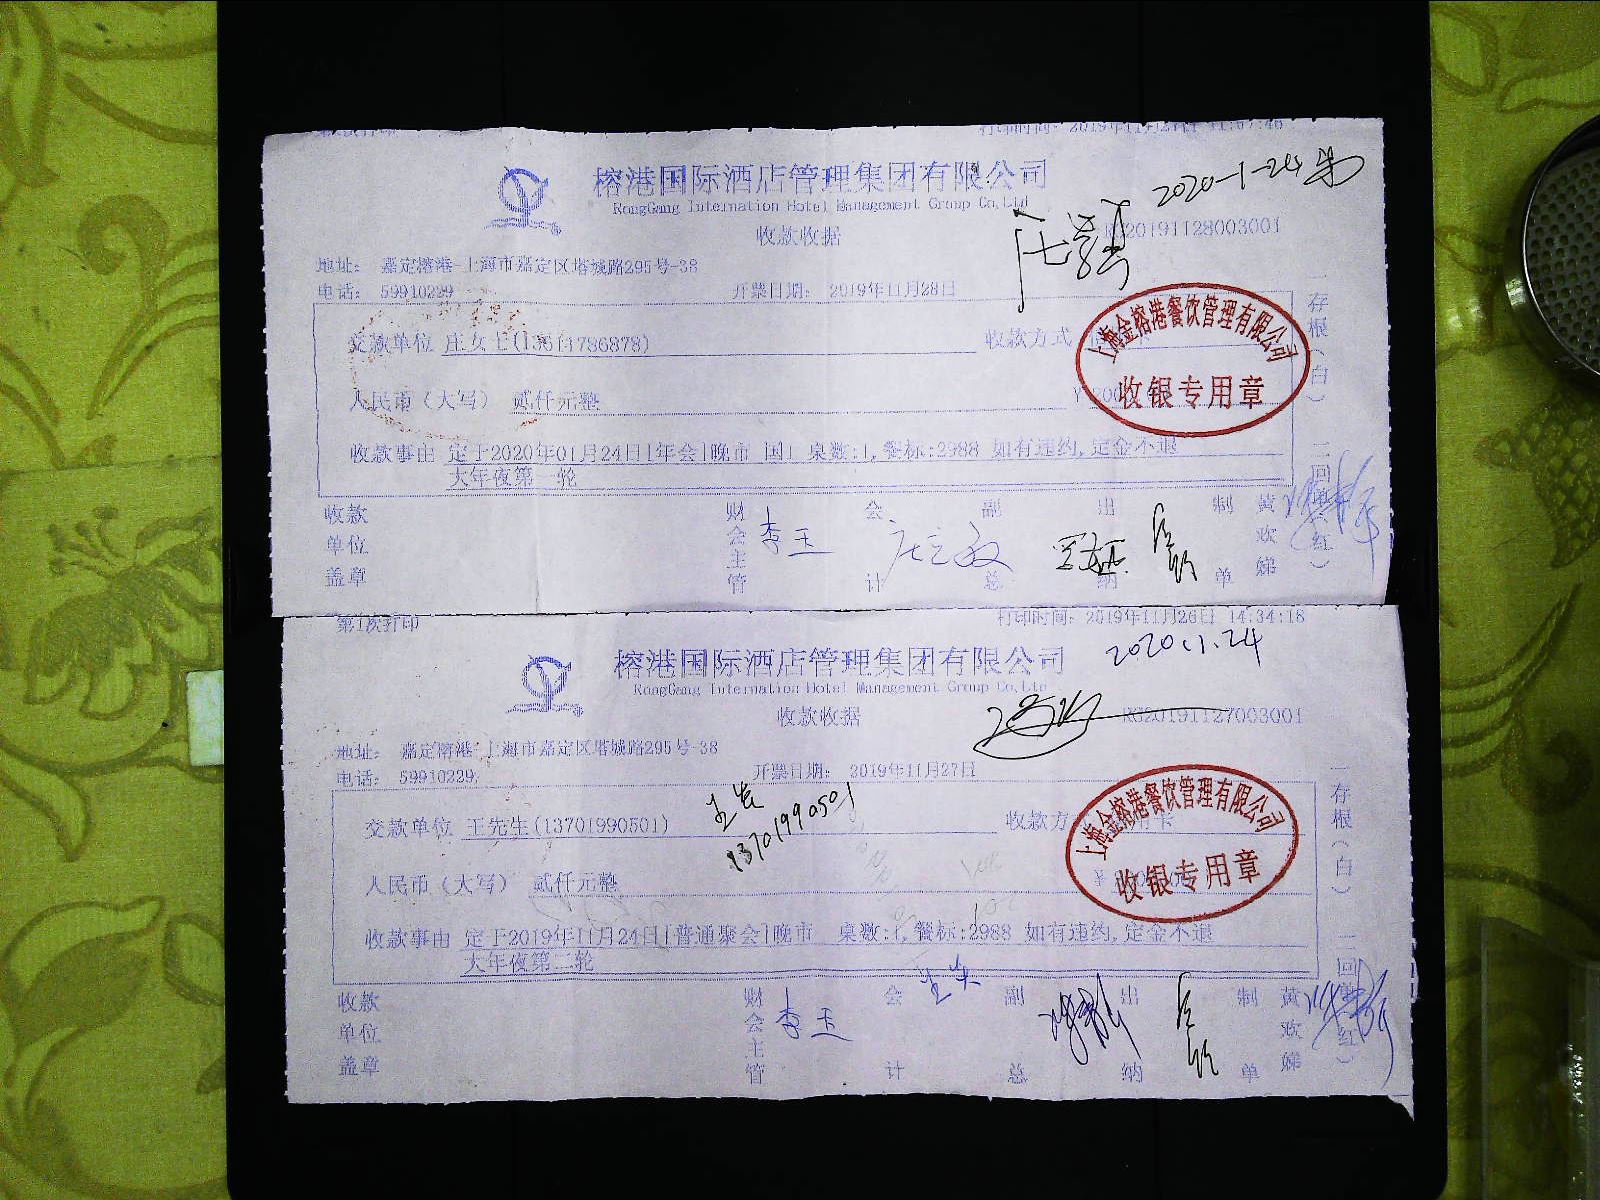 榕港国际酒店管理集团有限公司
2020-1-24
RongGang Internation Hotel Management Group Co,Ltd
收款收据
RG20191128003001
地址： 嘉定榕港 上海市嘉定区塔城路295号-38
电话： 59910229 开票日期： 2019年11月28日
交款单位 庄女士 收款方式
人民币（大写） 贰仟元整
收款事由 定于2020年01月24日[年会]晚市 国1 桌数:1,餐标:2988 如有违约,定金不退
大年夜第二轮
上海金榕港餐饮管理有限公司
收银专用章
一存根（白） 二回单（红）
收款单位盖章 财会主管 李玉 会计 副总 出纳 制单 黄欢娣
第1次打印 打印时间: 2019年11月26日 14:34:18
2020.1.24
榕港国际酒店管理集团有限公司
RongGang Internation Hotel Management Group Co,Ltd
收款收据
RG20191127003001
地址： 嘉定榕港 上海市嘉定区塔城路295号-38
电话： 59910229 开票日期： 2019年11月27日
交款单位 王先生(13701990501) 收款方
13701990501
人民币（大写） 贰仟元整
收款事由 定于2019年11月24日[普通聚会]晚市 桌数:1,餐标:2988 如有违约,定金不退
大年夜第二轮
上海金榕港餐饮管理有限公司
收银专用章
一存根（白） 二回单（红）
收款单位盖章 财会主管 李玉 会计 副总 出纳 制单 黄欢娣